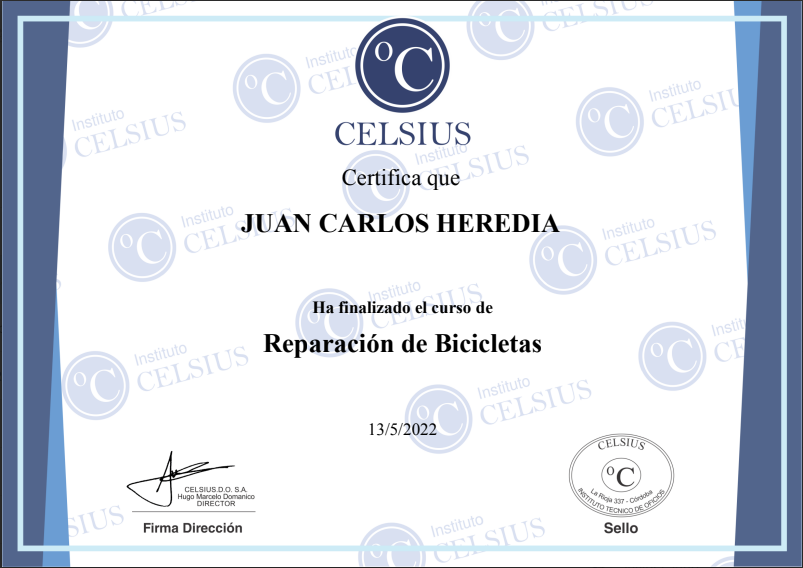 CELSIUS
Certifica que
JUAN CARLOS HEREDIA
Ha finalizado el curso de
Reparación de Bicicletas
13/5/2022
CELSIUS.D.O. S.A.
Hugo Marcelo Domanico
DIRECTOR
Firma Dirección
CELSIUS
°C
La Rioja 337 - Córdoba
INSTITUTO TECNICO DE OFICIOS
Sello
°C
Instituto
CELSIUS